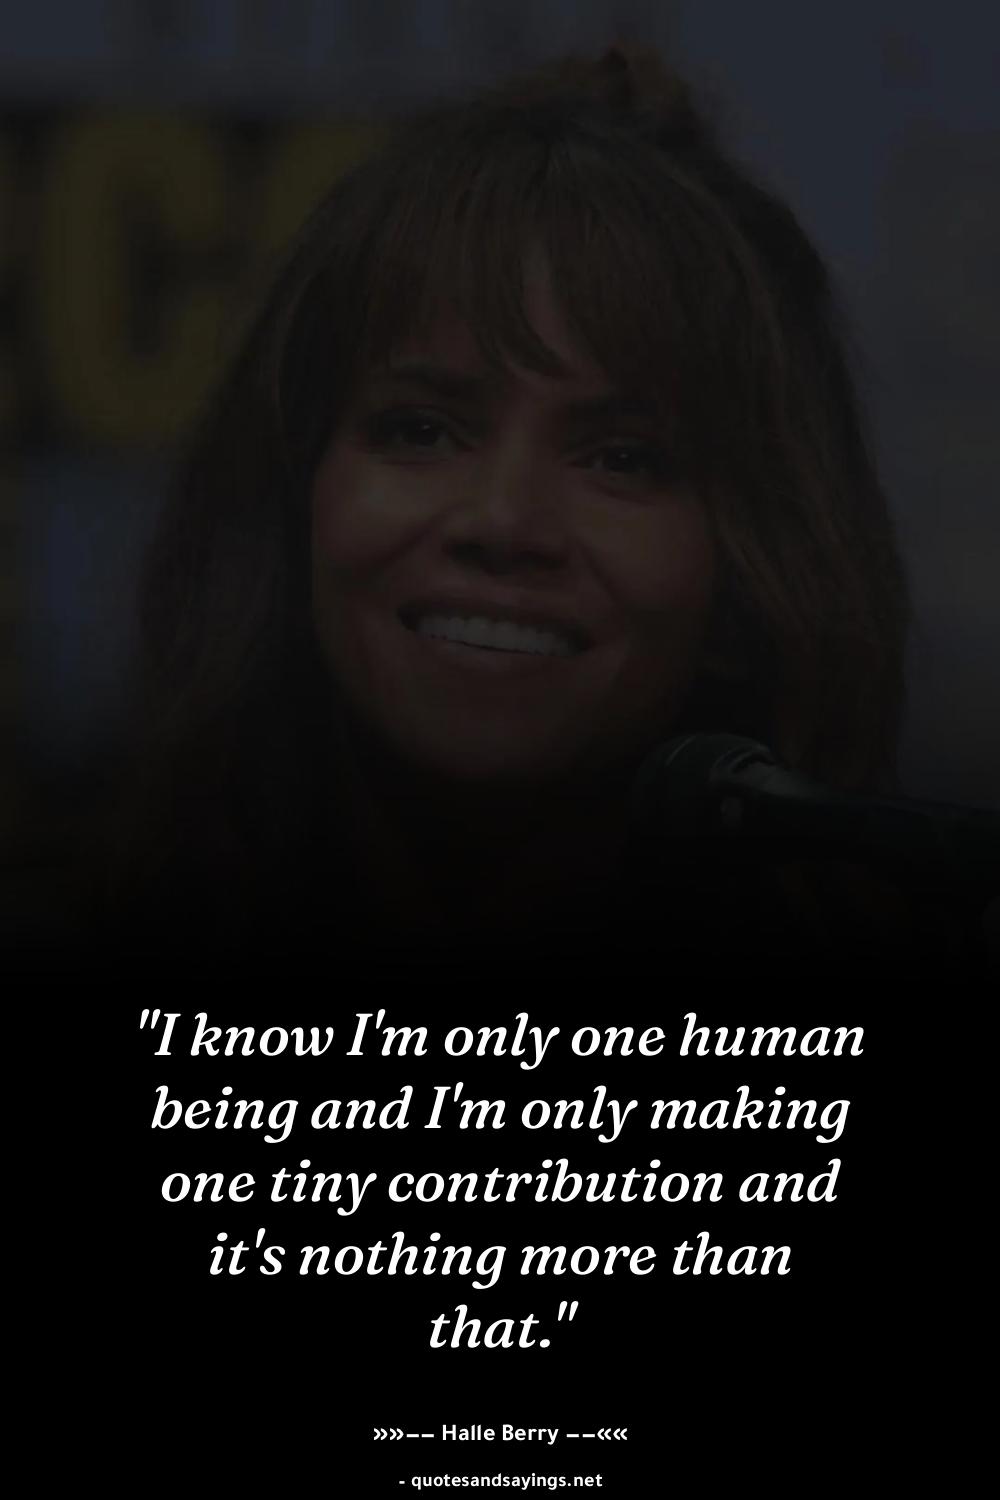 "I know I'm only one human
being and I'm only making
one tiny contribution and
it's nothing more than
that."
»»–– Halle Berry ––««
- quotesandsayings.net